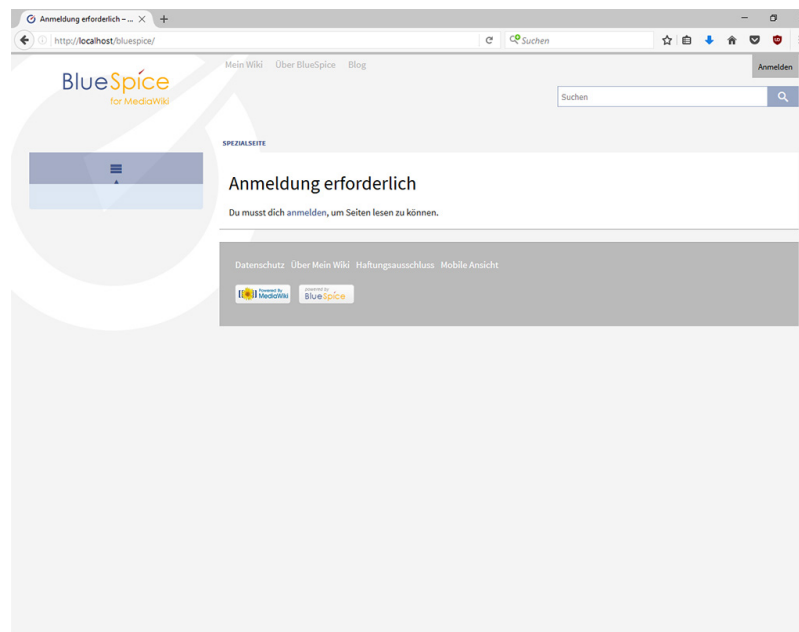 Anmeldung erforderlich – ...
http://localhost/bluespice/
Suchen
Mein Wiki Über BlueSpice Blog
Anmelden
BlueSpice
for MediaWiki
Suchen
SPEZIALSEITE
Anmeldung erforderlich
Du musst dich anmelden, um Seiten lesen zu können.
Datenschutz Über Mein Wiki Haftungsausschluss Mobile Ansicht
Powered By
MediaWiki
powered by
BlueSpice